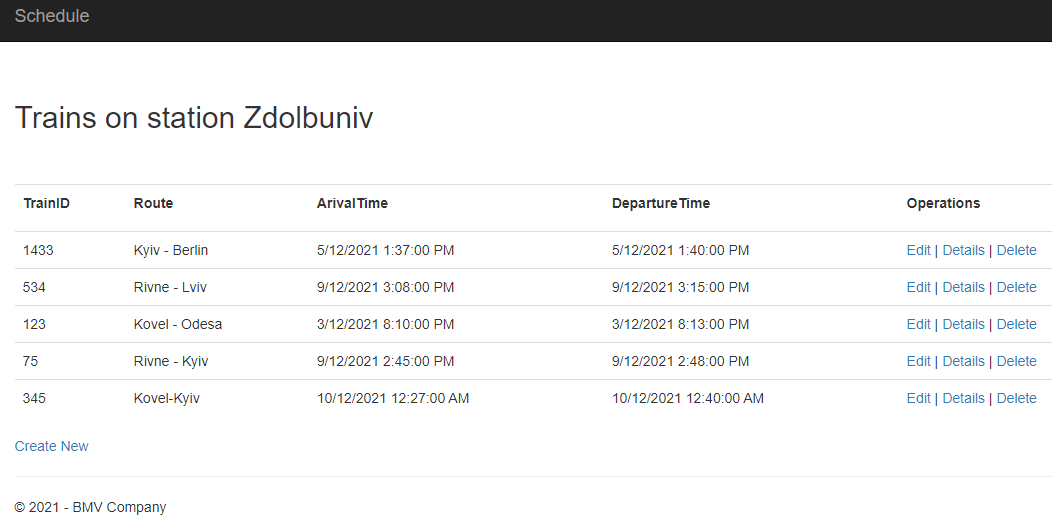 Schedule
Trains on station Zdolbuniv
TrainID Route ArivalTime DepartureTime Operations
1433 Kyiv - Berlin 5/12/2021 1:37:00 PM 5/12/2021 1:40:00 PM Edit | Details | Delete
534 Rivne - Lviv 9/12/2021 3:08:00 PM 9/12/2021 3:15:00 PM Edit | Details | Delete
123 Kovel - Odesa 3/12/2021 8:10:00 PM 3/12/2021 8:13:00 PM Edit | Details | Delete
75 Rivne - Kyiv 9/12/2021 2:45:00 PM 9/12/2021 2:48:00 PM Edit | Details | Delete
345 Kovel-Kyiv 10/12/2021 12:27:00 AM 10/12/2021 12:40:00 AM Edit | Details | Delete
Create New
© 2021 - BMV Company